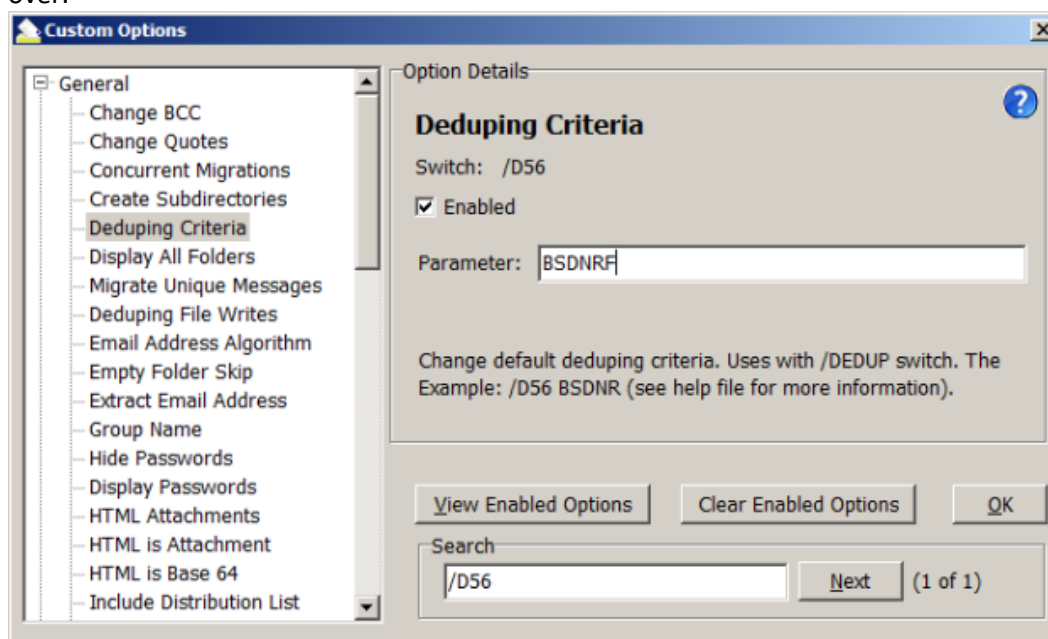 over.
Custom Options
General
Change BCC
Change Quotes
Concurrent Migrations
Create Subdirectories
Deduping Criteria
Display All Folders
Migrate Unique Messages
Deduping File Writes
Email Address Algorithm
Empty Folder Skip
Extract Email Address
Group Name
Hide Passwords
Display Passwords
HTML Attachments
HTML is Attachment
HTML is Base 64
Include Distribution List
Option Details
Deduping Criteria
Switch: /D56
Enabled
Parameter: BSDNRF
Change default deduping criteria. Uses with /DEDUP switch. The
Example: /D56 BSDNR (see help file for more information).
View Enabled Options Clear Enabled Options OK
Search
/D56 Next (1 of 1)